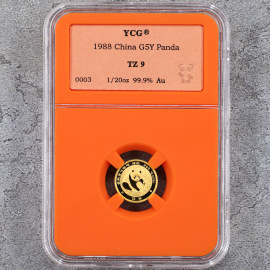 YCG®
1988 China G5Y Panda
TZ 9
0003 1/20oz 99.9% Au